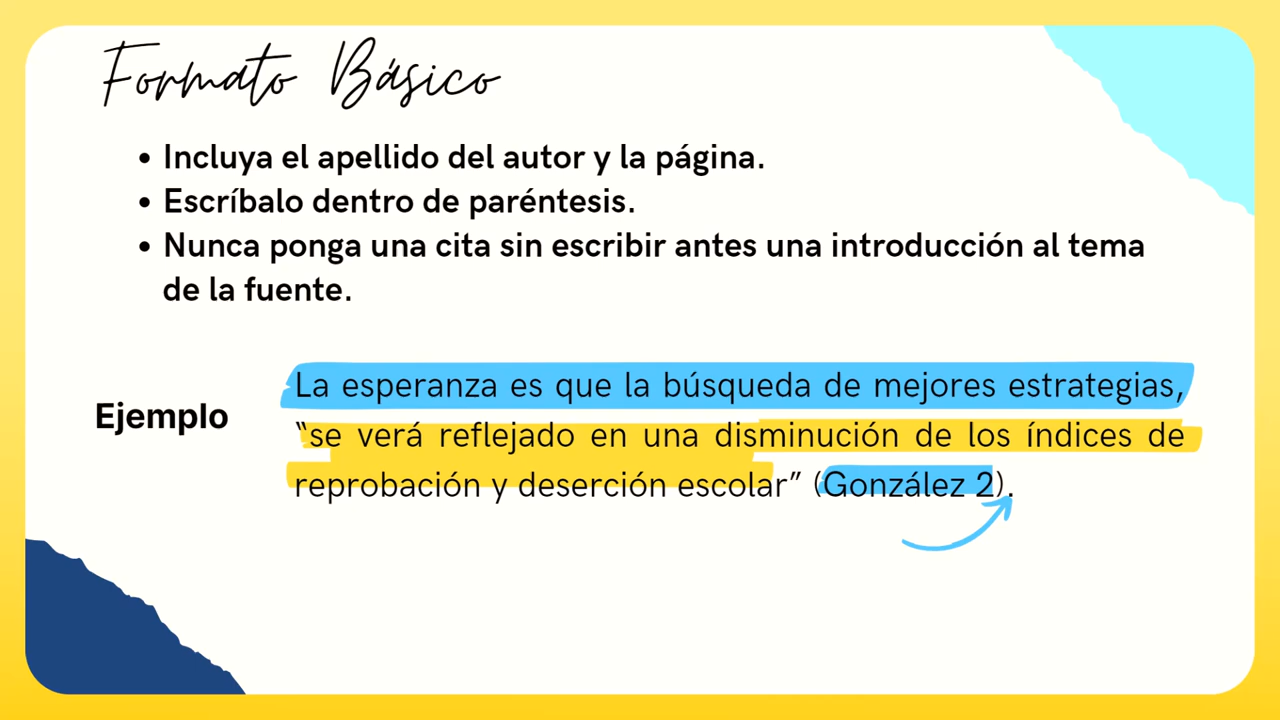 Formato Básico
• Incluya el apellido del autor y la página.
• Escríbalo dentro de paréntesis.
• Nunca ponga una cita sin escribir antes una introducción al tema
de la fuente.
Ejemplo
La esperanza es que la búsqueda de mejores estrategias,
“se verá reflejado en una disminución de los índices de
reprobación y deserción escolar” (González 2).